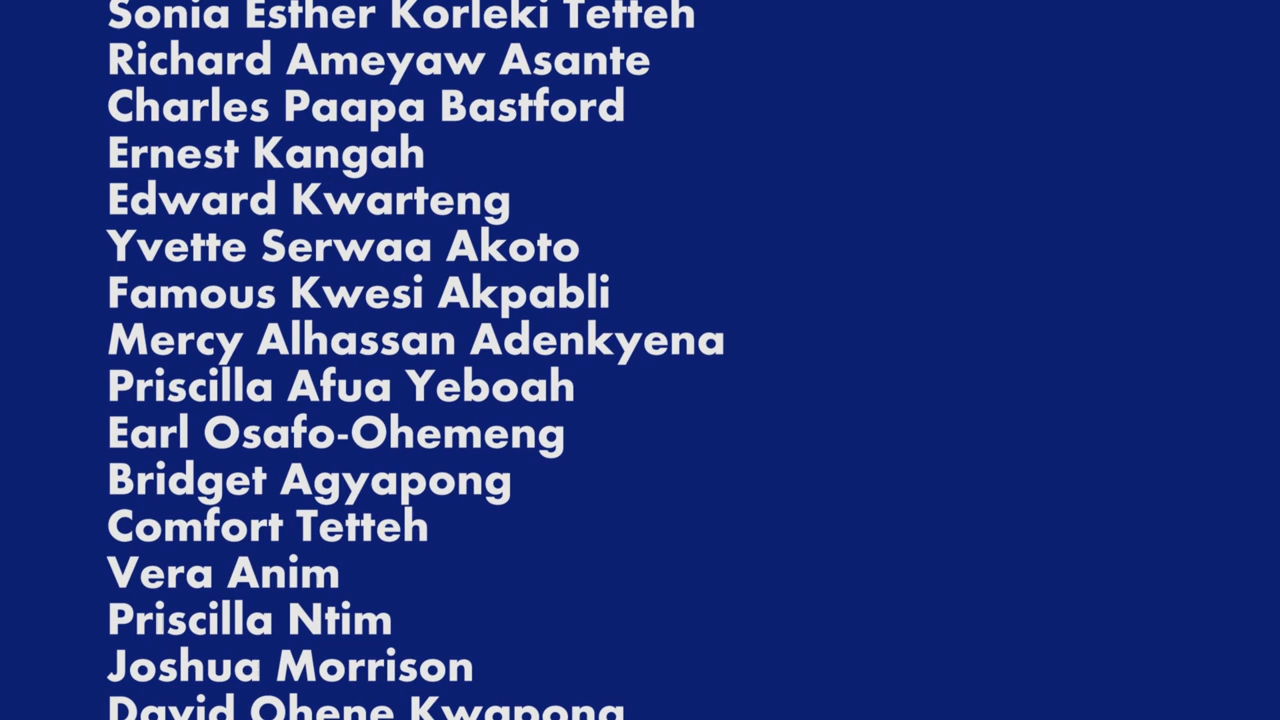 Sonia Esther Korleki Tetteh
Richard Ameyaw Asante
Charles Paapa Bastford
Ernest Kangah
Edward Kwarteng
Yvette Serwaa Akoto
Famous Kwesi Akpabli
Mercy Alhassan Adenkyena
Priscilla Afua Yeboah
Earl Osafo-Ohemeng
Bridget Agyapong
Comfort Tetteh
Vera Anim
Priscilla Ntim
Joshua Morrison
David Ohene Kwapong